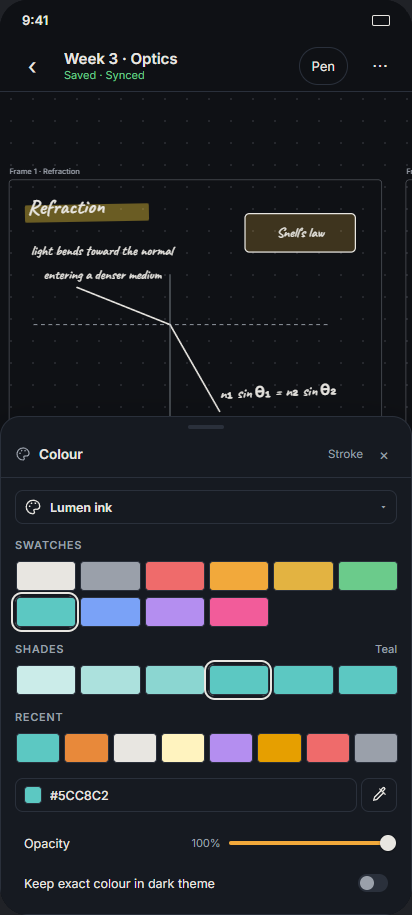 9:41
Week 3 · Optics
Saved · Synced
Pen
Frame 1 · Refraction
Refraction
Snell's law
light bends toward the normal
entering a denser medium
n1 sin θ1 = n2 sin θ2
Colour
Stroke
Lumen ink
SWATCHES
SHADES
Teal
RECENT
#5CC8C2
Opacity
100%
Keep exact colour in dark theme